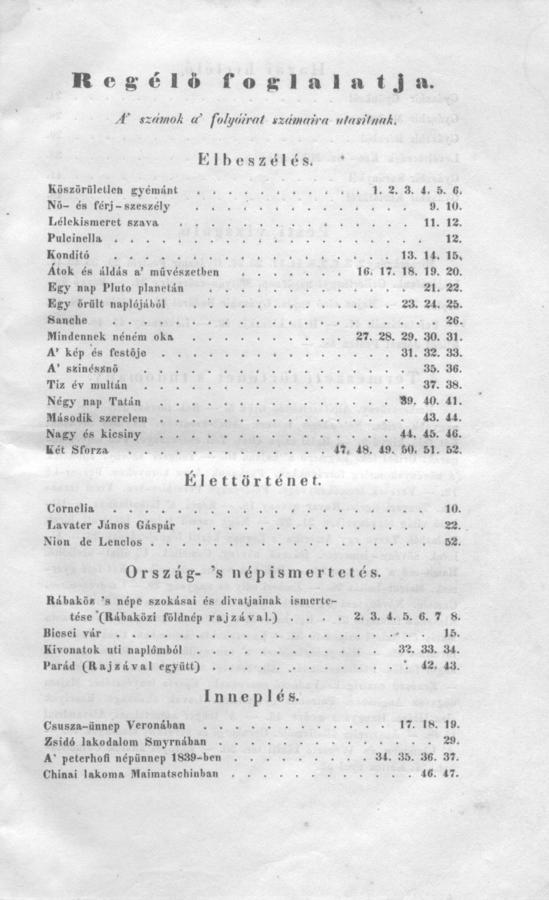 Regélő foglalatja.
A' számok a' folyóirat számaira utasitnak.
Elbeszélés.
Köszörületlen gyémánt . . . . . . . . . . . 1. 2. 3. 4. 5. 6.
Nő- és férj-szeszély . . . . . . . . . . . . . . 9. 10.
Lélekismeret szava . . . . . . . . . . . . . . 11. 12.
Pulcinella . . . . . . . . . . . . . . . . . . . 12.
Konditó . . . . . . . . . . . . . . . . 13. 14. 15.
Átok és áldás a' művészetben . . . . . . . 16. 17. 18. 19. 20.
Egy nap Pluto planetán . . . . . . . . . . . . . 21. 22
Egy őrült naplójából . . . . . . . . . . . . 23. 24. 25.
Sanche . . . . . . . . . . . . . . . . . . . . 26.
Mindennek néném oka . . . . . . . . . . 27. 28. 29. 30. 31.
A' kép és festője . . . . . . . . . . . . . 31. 32. 33.
A' szinésznő . . . . . . . . . . . . . . . . 35. 36.
Tiz év multán . . . . . . . . . . . . . . . 37. 38.
Négy nap Tatán . . . . . . . . . . . . . 39. 40. 41.
Második szerelem . . . . . . . . . . . . . . 43. 44.
Nagy és kicsiny . . . . . . . . . . . . . 44. 45. 46.
Két Sforza . . . . . . . . . . . 47. 48. 49. 50. 51. 52.
Élettörténet.
Cornelia . . . . . . . . . . . . . . . . . . . 10.
Lavater János Gáspár . . . . . . . . . . . . . . 22.
Nion de Lenclos . . . . . . . . . . . . . . . . 52.
Ország- 's népismertetés.
Rábaköz 's népe szokásai és divatjainak ismerte-
tése (Rábaközi földnép rajzával.) . . . . 2. 3. 4. 5. 6. 7 8.
Bicsei vár . . . . . . . . . . . . . . . . . . 15.
Kivonatok uti naplómból . . . . . . . . . . . 32. 33. 34.
Parád (Rajzával együtt) . . . . . . . . . . . . 42. 43.
Inneplés.
Csusza-ünnep Veronában . . . . . . . . . . . 17. 18. 19.
Zsidó lakodalom Smyrnában . . . . . . . . . . . . 29.
A' peterhofi népünnep 1839-ben . . . . . . . . 34. 35. 36. 37.
Chinai lakoma Maimatschinban . . . . . . . . . . . 46. 47.